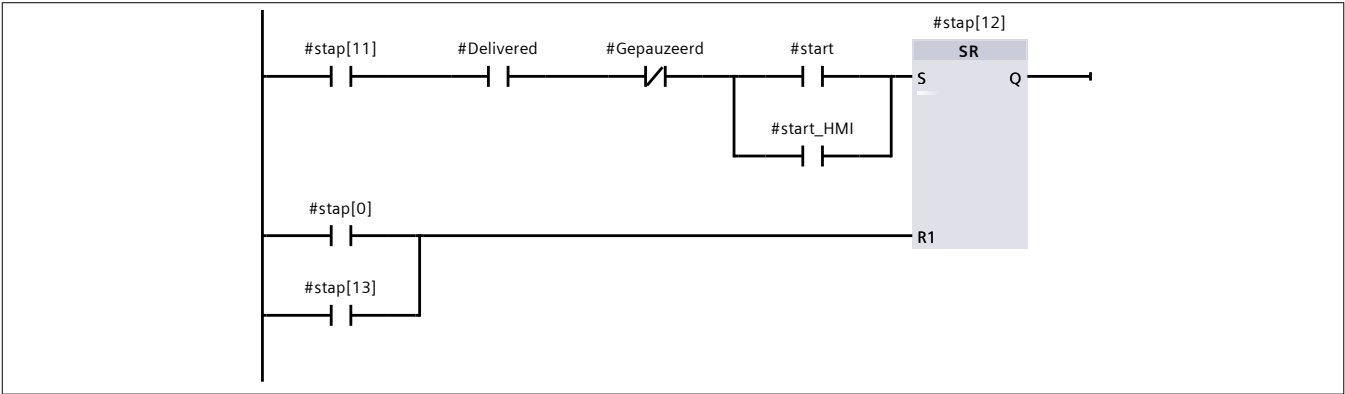 #stap[12]
#stap[11] #Delivered #Gepauzeerd #start SR
S Q
#start_HMI
#stap[0]
R1
#stap[13]